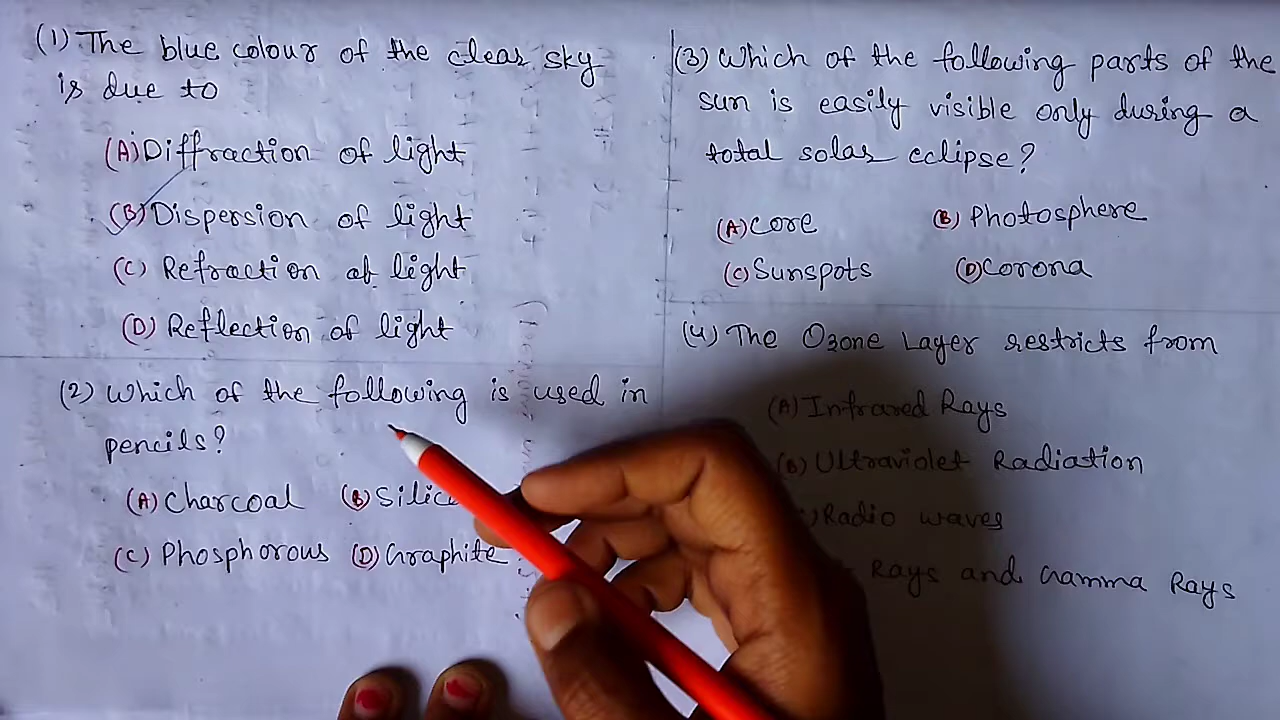 (1) The blue colour of the clear sky
is due to
(A) Diffraction of light
(B) Dispersion of light
(C) Refraction of light
(D) Reflection of light
(2) Which of the following is used in
pencils?
(A) Charcoal (B)
(C) Phosphorous (D) Graphite
(3) Which of the following parts of the
sun is easily visible only during a
total solar eclipse?
(A) Core (B) Photosphere
(C) Sunspots (D) Corona
(4) The Ozone Layer restricts from
(A) Infrared Rays
(B) Ultraviolet Radiation
Radio waves
Rays and Gamma Rays